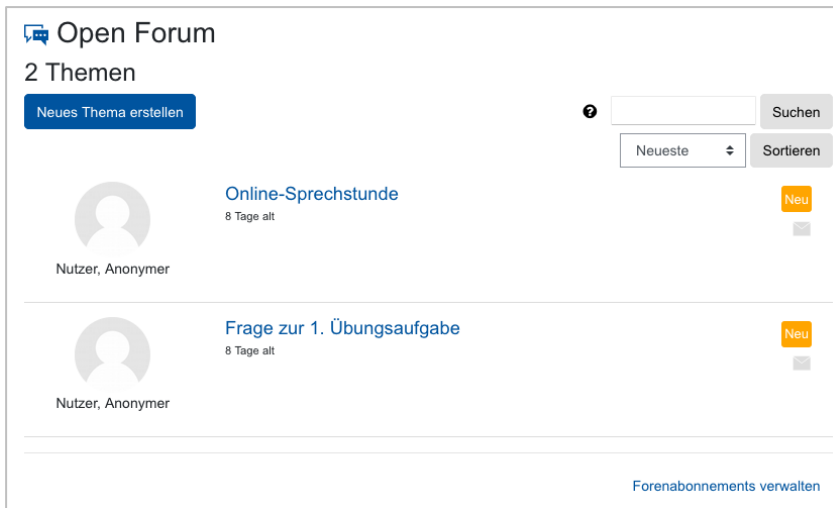 Open Forum
2 Themen
Neues Thema erstellen
Suchen
Neueste
Sortieren
Online-Sprechstunde
Neu
8 Tage alt
Nutzer, Anonymer
Frage zur 1. Übungsaufgabe
Neu
8 Tage alt
Nutzer, Anonymer
Forenabonnements verwalten